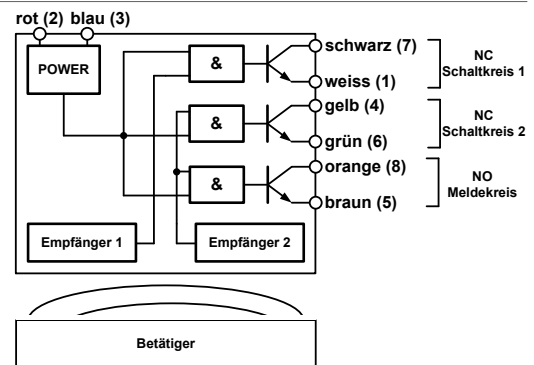 rot (2) blau (3)
POWER
&
schwarz (7)
weiss (1)
NC
Schaltkreis 1
&
gelb (4)
grün (6)
NC
Schaltkreis 2
&
orange (8)
braun (5)
NO
Meldekreis
Empfänger 1
Empfänger 2
Betätiger